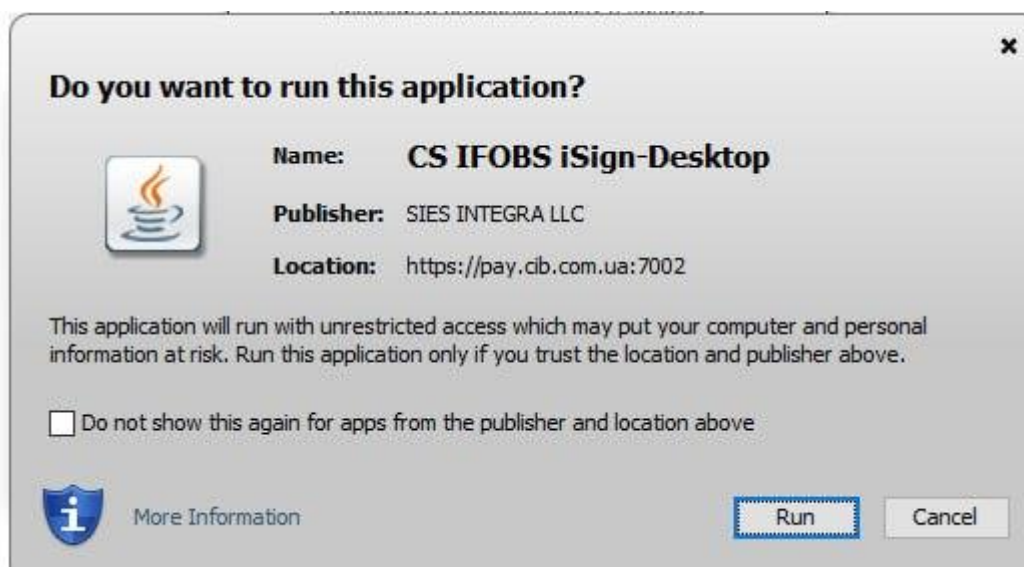 Do you want to run this application?
Name: CS IFOBS iSign-Desktop
Publisher: SIES INTEGRA LLC
Location: https://pay.cib.com.ua:7002
This application will run with unrestricted access which may put your computer and personal
information at risk. Run this application only if you trust the location and publisher above.
Do not show this again for apps from the publisher and location above
More Information
Run
Cancel